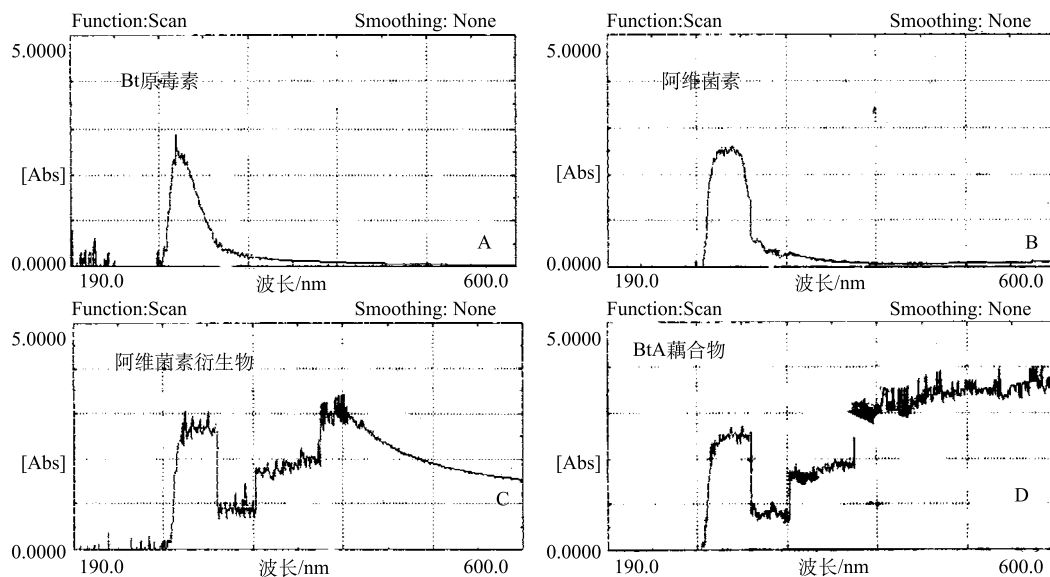 Function:Scan Smoothing: None
5.0000
Bt原毒素
[Abs]
A
0.0000
190.0 波长/nm 600.0
Function:Scan Smoothing: None
5.0000
阿维菌素
[Abs]
B
0.0000
190.0 波长/nm 600.0
Function:Scan Smoothing: None
5.0000
阿维菌素衍生物
[Abs]
C
0.0000
190.0 波长/nm 600.0
Function:Scan Smoothing: None
5.0000
BtA藕合物
[Abs]
D
0.0000
190.0 波长/nm 600.0